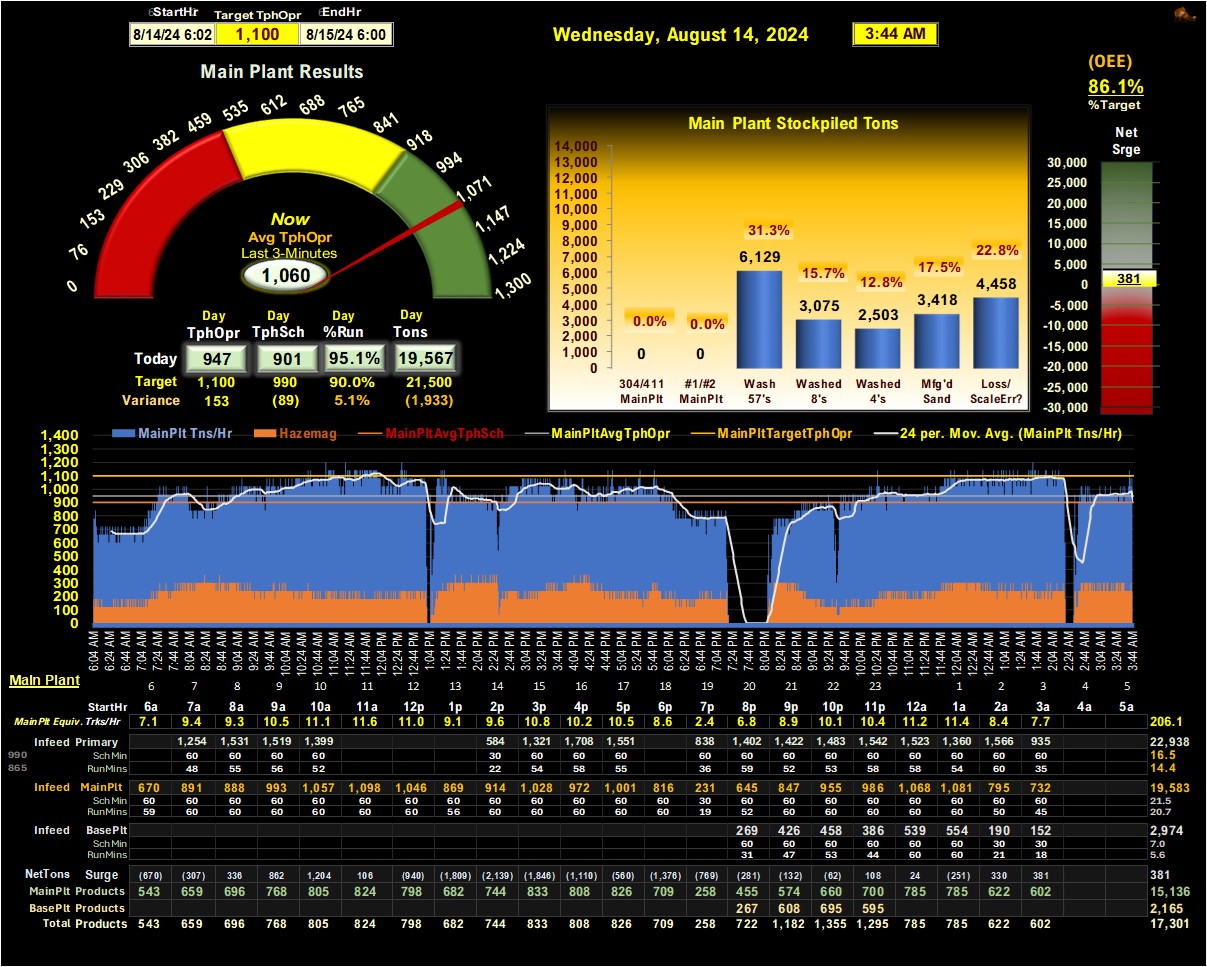 StartHr Target TphOpr EndHr
8/14/24 6:02 1,100 8/15/24 6:00
Wednesday, August 14, 2024 3:44 AM
(OEE)
86.1%
%Target
Net
Srge
30,000
25,000
20,000
15,000
10,000
5,000
0
-5,000
-10,000
-15,000
-20,000
-25,000
-30,000
381
Main Plant Results
0 76 153 229 306 382 459 535 612 688 765 841 918 994 1,071 1,147 1,224 1,300
Now
Avg TphOpr
Last 3-Minutes
1,060
Day Day Day Day
TphOpr TphSch %Run Tons
Today 947 901 95.1% 19,567
Target 1,100 990 90.0% 21,500
Variance 153 (89) 5.1% (1,933)
Main Plant Stockpiled Tons
14,000
13,000
12,000
11,000
10,000
9,000
8,000
7,000
6,000
5,000
4,000
3,000
2,000
1,000
0
0.0% 0.0% 31.3% 15.7% 12.8% 17.5% 22.8%
0 0 6,129 3,075 2,503 3,418 4,458
304/411 #1/#2 Wash Washed Washed Mfg'd Loss/
MainPlt MainPlt 57's 8's 4's Sand ScaleErr?
MainPlt Tns/Hr Hazemag MainPltAvgTphSch MainPltAvgTphOpr MainPltTargetTphOpr 24 per. Mov. Avg. (MainPlt Tns/Hr)
1,400
1,300
1,200
1,100
1,000
900
800
700
600
500
400
300
200
100
0
6:04 AM 6:24 AM 6:44 AM 7:04 AM 7:24 AM 7:44 AM 8:04 AM 8:24 AM 8:44 AM 9:04 AM 9:24 AM 9:44 AM 10:04 AM 10:24 AM 10:44 AM 11:04 AM 11:24 AM 11:44 AM 12:04 PM 12:24 PM 12:44 PM 1:04 PM 1:24 PM 1:44 PM 2:04 PM 2:24 PM 2:44 PM 3:04 PM 3:24 PM 3:44 PM 4:04 PM 4:24 PM 4:44 PM 5:04 PM 5:24 PM 5:44 PM 6:04 PM 6:24 PM 6:44 PM 7:04 PM 7:24 PM 7:44 PM 8:04 PM 8:24 PM 8:44 PM 9:04 PM 9:24 PM 9:44 PM 10:04 PM 10:24 PM 10:44 PM 11:04 PM 11:24 PM 11:44 PM 12:04 AM 12:24 AM 12:44 AM 1:04 AM 1:24 AM 1:44 AM 2:04 AM 2:24 AM 2:44 AM 3:04 AM 3:24 AM 3:44 AM
Main Plant 6 7 8 9 10 11 12 13 14 15 16 17 18 19 20 21 22 23 1 2 3 4 5
StartHr 6a 7a 8a 9a 10a 11a 12p 1p 2p 3p 4p 5p 6p 7p 8p 9p 10p 11p 12a 1a 2a 3a 4a 5a
MainPlt Equiv. Trks/Hr 7.1 9.4 9.3 10.5 11.1 11.6 11.0 9.1 9.6 10.8 10.2 10.5 8.6 2.4 6.8 8.9 10.1 10.4 11.2 11.4 8.4 7.7 206.1
Infeed Primary 1,254 1,531 1,519 1,399 584 1,321 1,708 1,551 838 1,402 1,422 1,483 1,542 1,523 1,360 1,566 935 22,938
990 SchMin 60 60 60 60 30 60 60 60 60 60 60 60 60 60 60 60 60 16.5
865 RunMins 48 55 56 52 22 54 58 55 36 59 52 53 58 58 54 60 35 14.4
Infeed MainPlt 670 891 888 993 1,057 1,098 1,046 869 914 1,028 972 1,001 816 231 645 847 955 986 1,068 1,081 795 732 19,583
SchMin 60 60 60 60 60 60 60 60 60 60 60 60 60 30 60 60 60 60 60 60 60 60 21.5
RunMins 59 60 60 60 60 60 60 56 60 60 60 60 60 19 52 60 60 60 60 60 50 45 20.7
Infeed BasePlt 269 426 458 386 539 554 190 152 2,974
SchMin 60 60 60 60 60 60 30 30 7.0
RunMins 31 47 53 44 60 60 21 18 5.6
NetTons Surge (670) (307) 336 862 1,204 106 (940) (1,809) (2,139) (1,846) (1,110) (560) (1,376) (769) (281) (132) (62) 108 24 (251) 330 381 381
MainPlt Products 543 659 696 768 805 824 798 682 744 833 808 826 709 258 455 574 660 700 785 785 622 602 15,136
BasePlt Products 267 608 695 595 2,165
Total Products 543 659 696 768 805 824 798 682 744 833 808 826 709 258 722 1,182 1,355 1,295 785 785 622 602 17,301